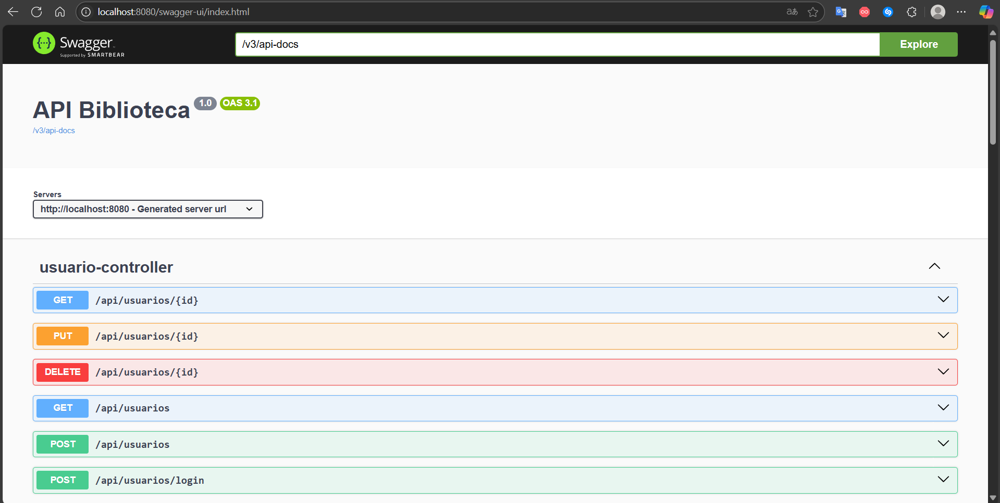 localhost:8080/swagger-ui/index.html
Swagger
Supported by SMARTBEAR
/v3/api-docs
Explore
API Biblioteca 1.0 OAS 3.1
/v3/api-docs
Servers
http://localhost:8080 - Generated server url
usuario-controller
GET /api/usuarios/{id}
PUT /api/usuarios/{id}
DELETE /api/usuarios/{id}
GET /api/usuarios
POST /api/usuarios
POST /api/usuarios/login